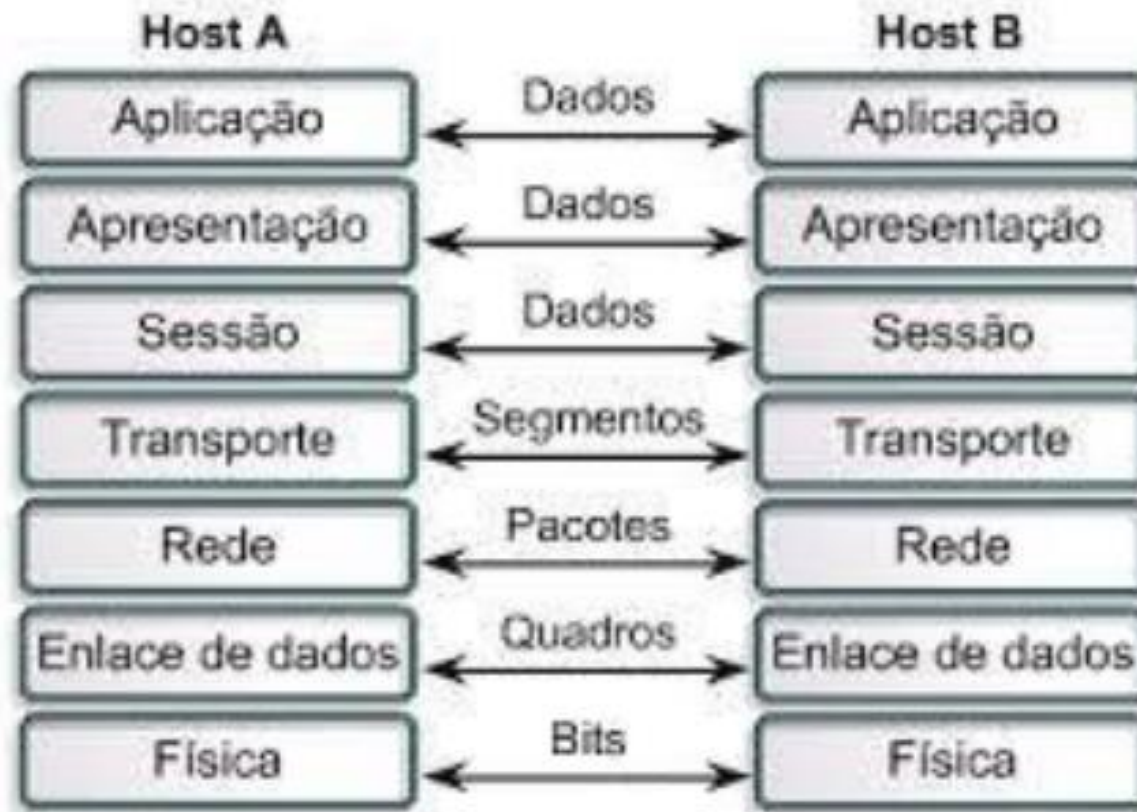 Host A Host B
Aplicação Dados Aplicação
Apresentação Dados Apresentação
Sessão Dados Sessão
Transporte Segmentos Transporte
Rede Pacotes Rede
Enlace de dados Quadros Enlace de dados
Física Bits Física